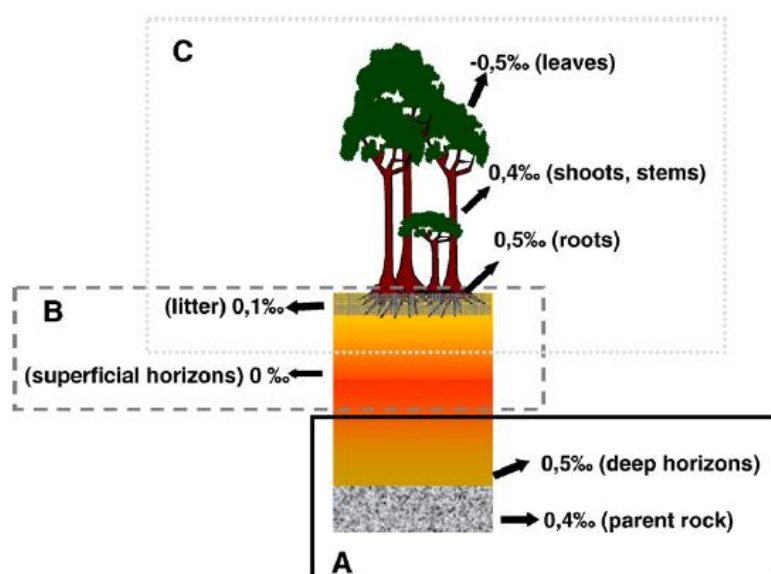 C
-0,5‰ (leaves)
0,4‰ (shoots, stems)
0,5‰ (roots)
B
(litter) 0,1‰
(superficial horizons) 0 ‰
0,5‰ (deep horizons)
0,4‰ (parent rock)
A